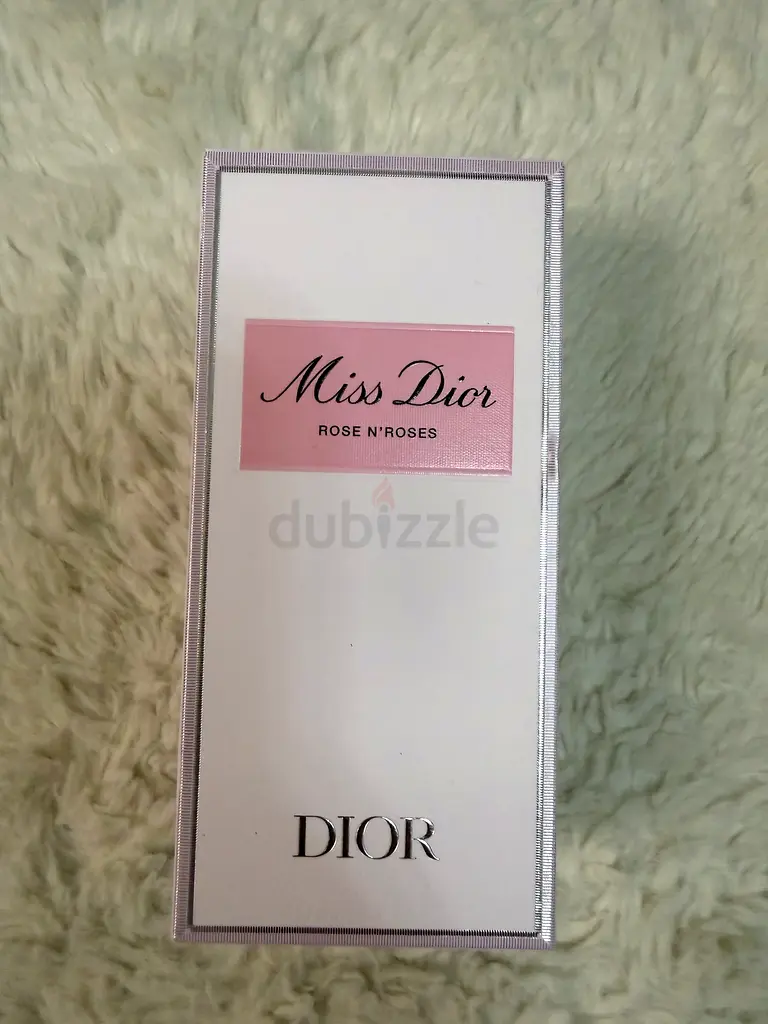 Miss Dior
ROSE N'ROSES
dubizzle
DIOR